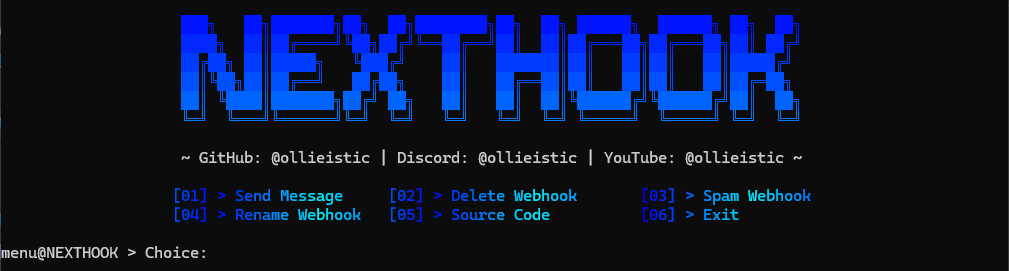 NEXTHOOK
~ GitHub: @ollieistic | Discord: @ollieistic | YouTube: @ollieistic ~
[01] > Send Message [02] > Delete Webhook [03] > Spam Webhook
[04] > Rename Webhook [05] > Source Code [06] > Exit
menu@NEXTHOOK > Choice: